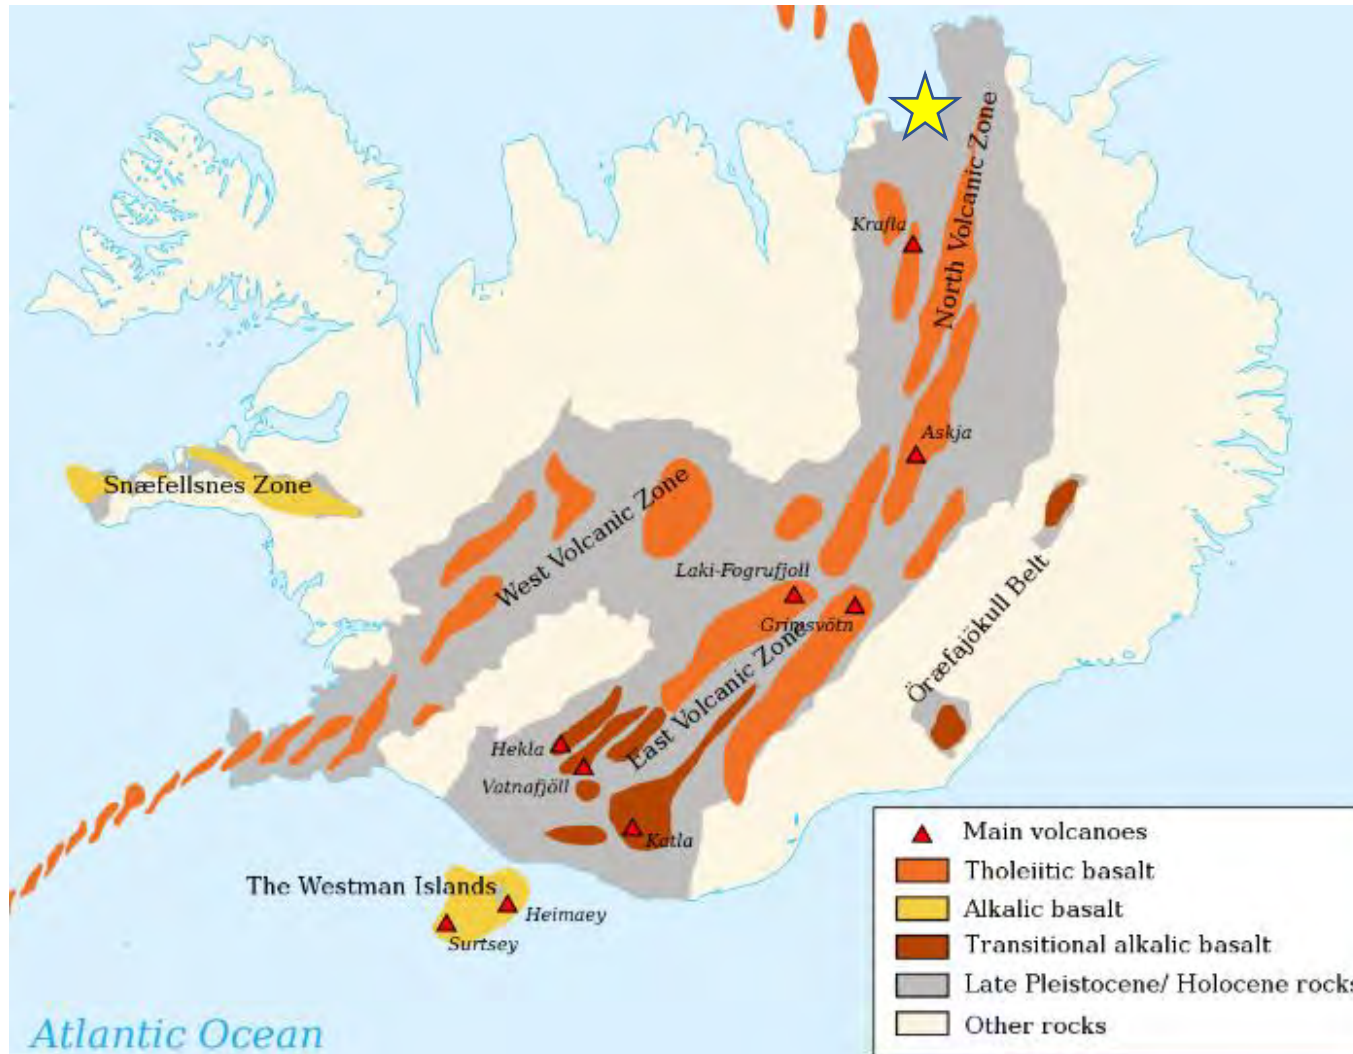 Krafla
North Volcanic Zone
Askja
Snæfellsnes Zone
West Volcanic Zone
Laki-Fogrufjoll
Grimsvötn
Öræfajökull Belt
East Volcanic Zone
Hekla
Vatnafjöll
Katla
The Westman Islands
Heimaey
Surtsey
Main volcanoes
Tholeiitic basalt
Alkalic basalt
Transitional alkalic basalt
Late Pleistocene/ Holocene rocks
Other rocks
Atlantic Ocean